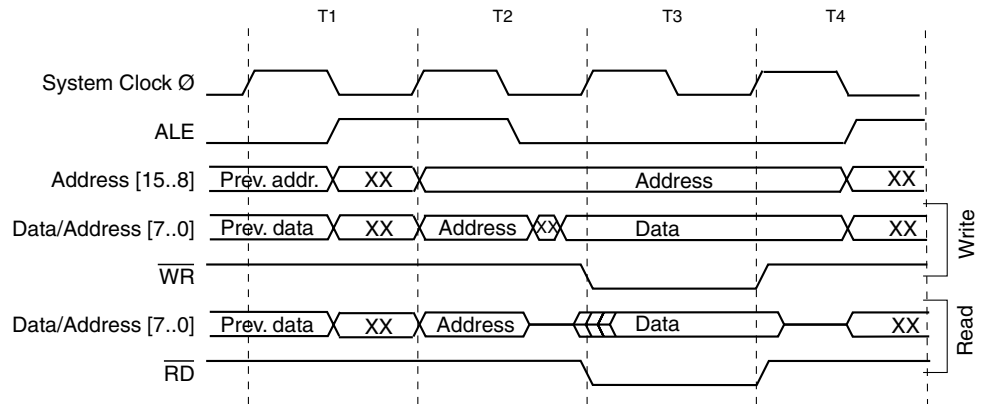 T1 T2 T3 T4
System Clock Ø
ALE
Address [15..8] Prev. addr. XX Address XX
Data/Address [7..0] Prev. data XX Address XX Data XX
WR
Write
Data/Address [7..0] Prev. data XX Address Data XX
RD
Read